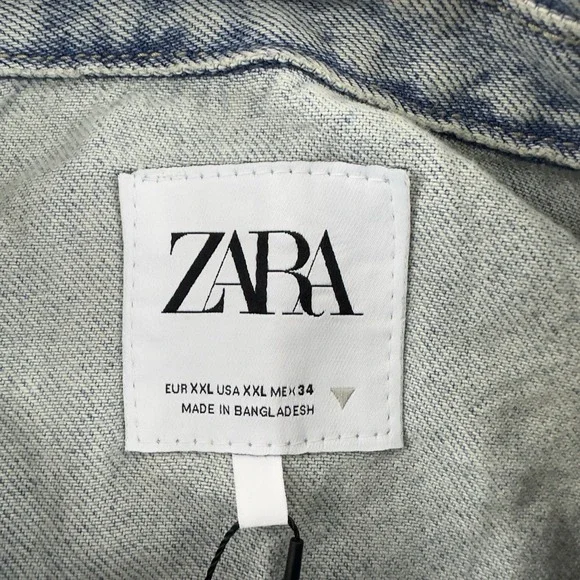 ZARA
EUR XXL USA XXL MEX 34
MADE IN BANGLADESH